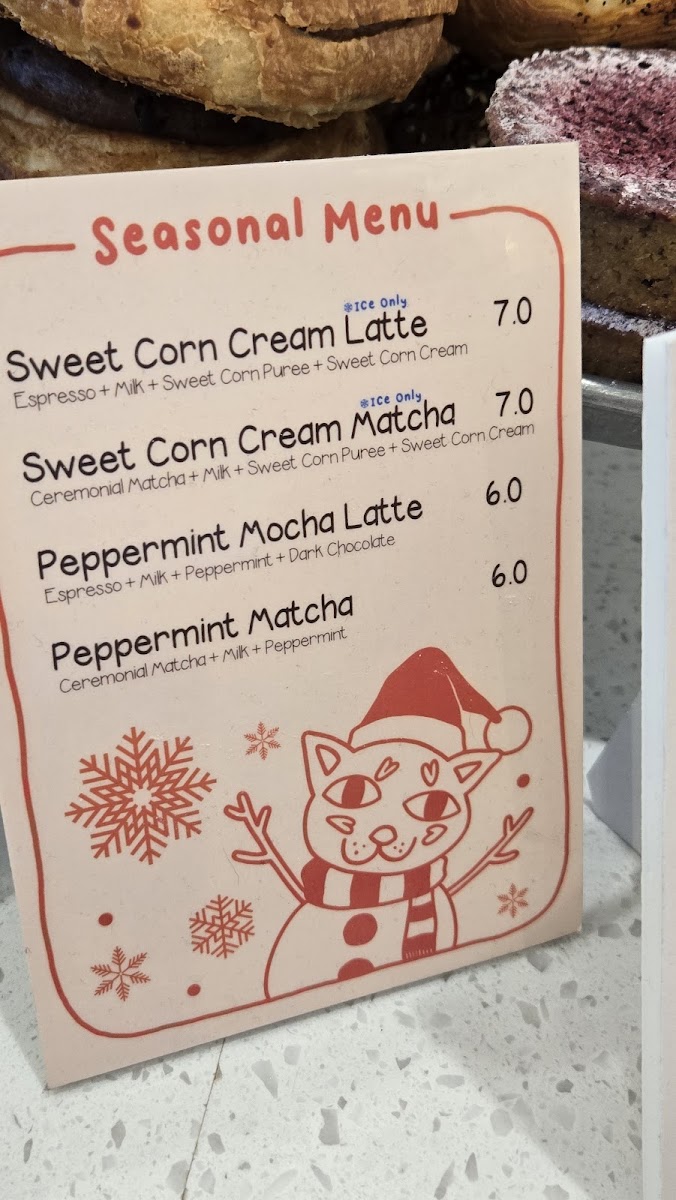 Seasonal Menu
*Ice Only
Sweet Corn Cream Latte 7.0
Espresso + Milk + Sweet Corn Puree + Sweet Corn Cream
*Ice Only
Sweet Corn Cream Matcha 7.0
Ceremonial Matcha + Milk + Sweet Corn Puree + Sweet Corn Cream
Peppermint Mocha Latte 6.0
Espresso + Milk + Peppermint + Dark Chocolate
Peppermint Matcha 6.0
Ceremonial Matcha + Milk + Peppermint